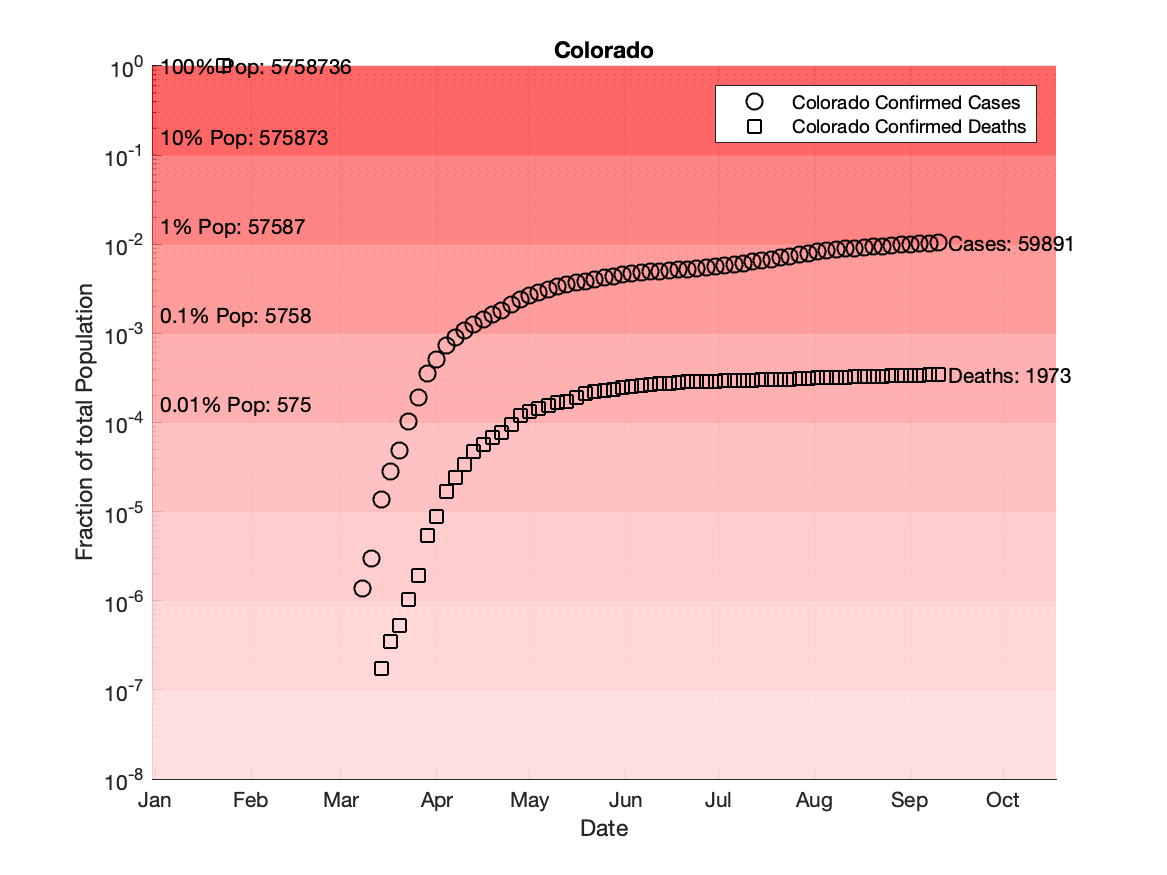 Colorado
10^0
100% Pop: 5758736
Colorado Confirmed Cases
Colorado Confirmed Deaths
10% Pop: 575873
10^-1
1% Pop: 57587
10^-2
Cases: 59891
0.1% Pop: 5758
10^-3
Deaths: 1973
0.01% Pop: 575
10^-4
10^-5
10^-6
10^-7
10^-8
Fraction of total Population
Jan Feb Mar Apr May Jun Jul Aug Sep Oct
Date